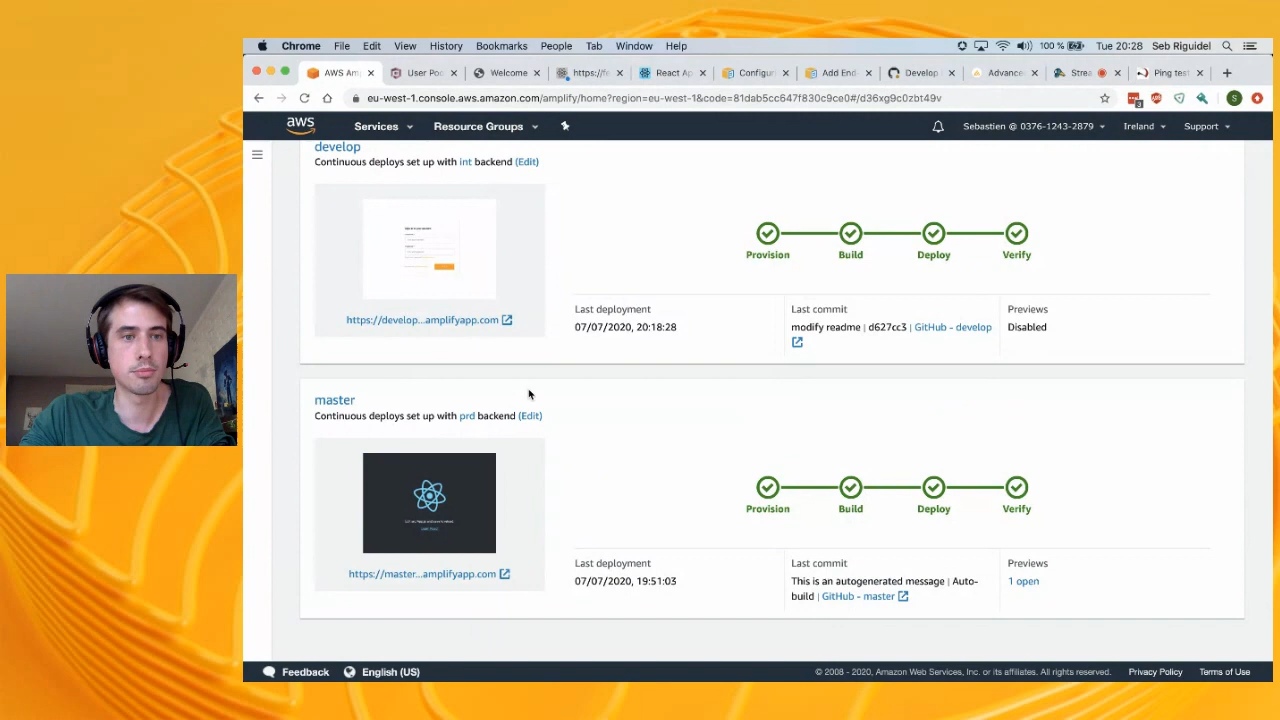 Chrome File Edit View History Bookmarks People Tab Window Help 100 % Tue 20:28 Seb Riguidel
AWS Am User Poo Welcome https://fe React Ap Configur Add End- Develop Advance Strea Ping test
eu-west-1.console.aws.amazon.com/amplify/home?region=eu-west-1&code=81dab5cc647f830c9ce0#/d36xg9c0zbt49v
3 S
aws Services Resource Groups Sebastien @ 0376-1243-2879 Ireland Support
develop
Continuous deploys set up with int backend (Edit)
Provision Build Deploy Verify
Last deployment Last commit Previews
https://develop...amplifyapp.com 07/07/2020, 20:18:28 modify readme | d627cc3 | GitHub - develop Disabled
master
Continuous deploys set up with prd backend (Edit)
Provision Build Deploy Verify
Last deployment Last commit Previews
https://master...amplifyapp.com 07/07/2020, 19:51:03 This is an autogenerated message | Auto- 1 open
build | GitHub - master
Feedback English (US) © 2008 - 2020, Amazon Web Services, Inc. or its affiliates. All rights reserved. Privacy Policy Terms of Use